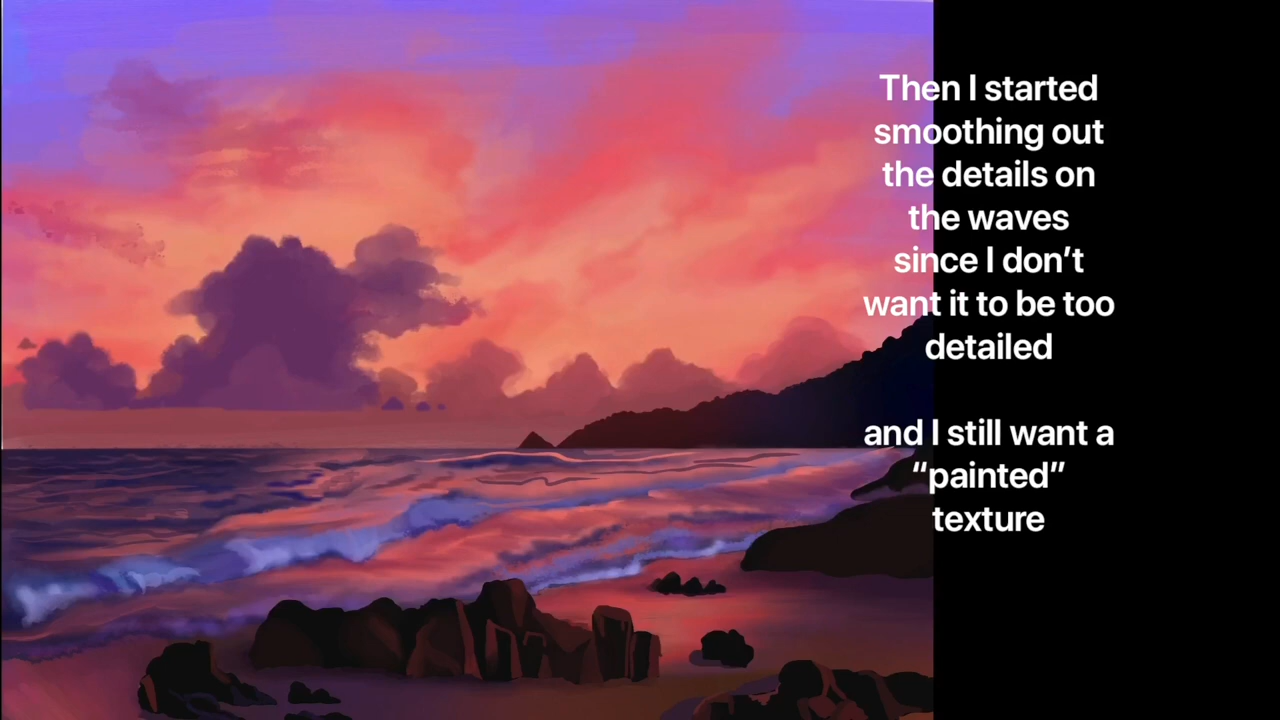 Then I started
smoothing out
the details on
the waves
since I don’t
want it to be too
detailed
and I still want a
“painted”
texture